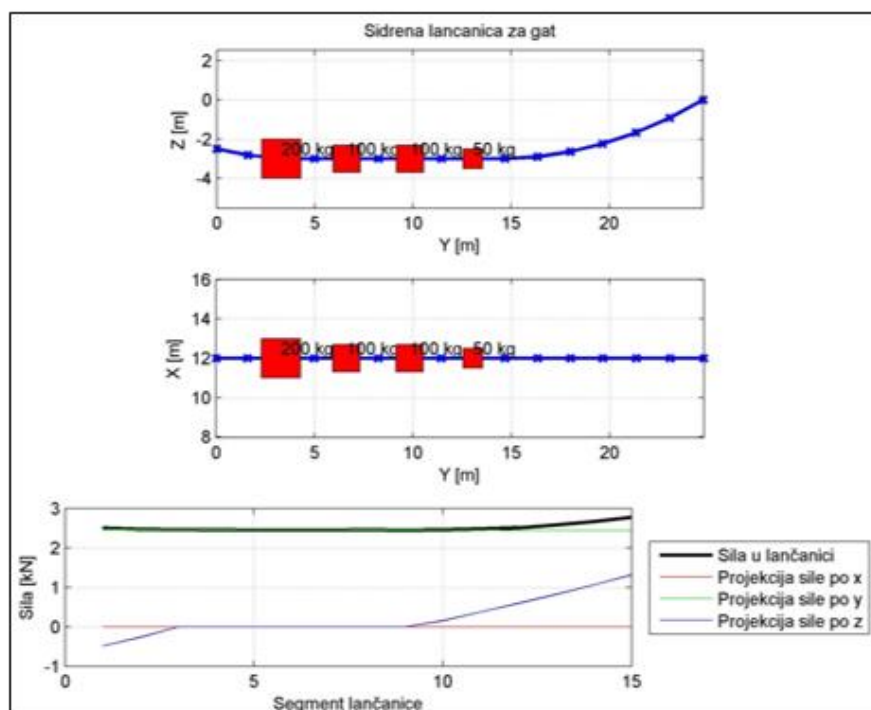 Sidrena lancanica za gat
2
0
-2
-4
Z [m]
200 kg 100 kg 100 kg 50 kg
0 5 10 15 20
Y [m]
16
14
12
10
8
X [m]
200 kg 100 kg 100 kg 50 kg
0 5 10 15 20
Y [m]
3
2
1
0
-1
Sila [kN]
0 5 10 15
Segment lančanice
Sila u lančanici
Projekcija sile po x
Projekcija sile po y
Projekcija sile po z